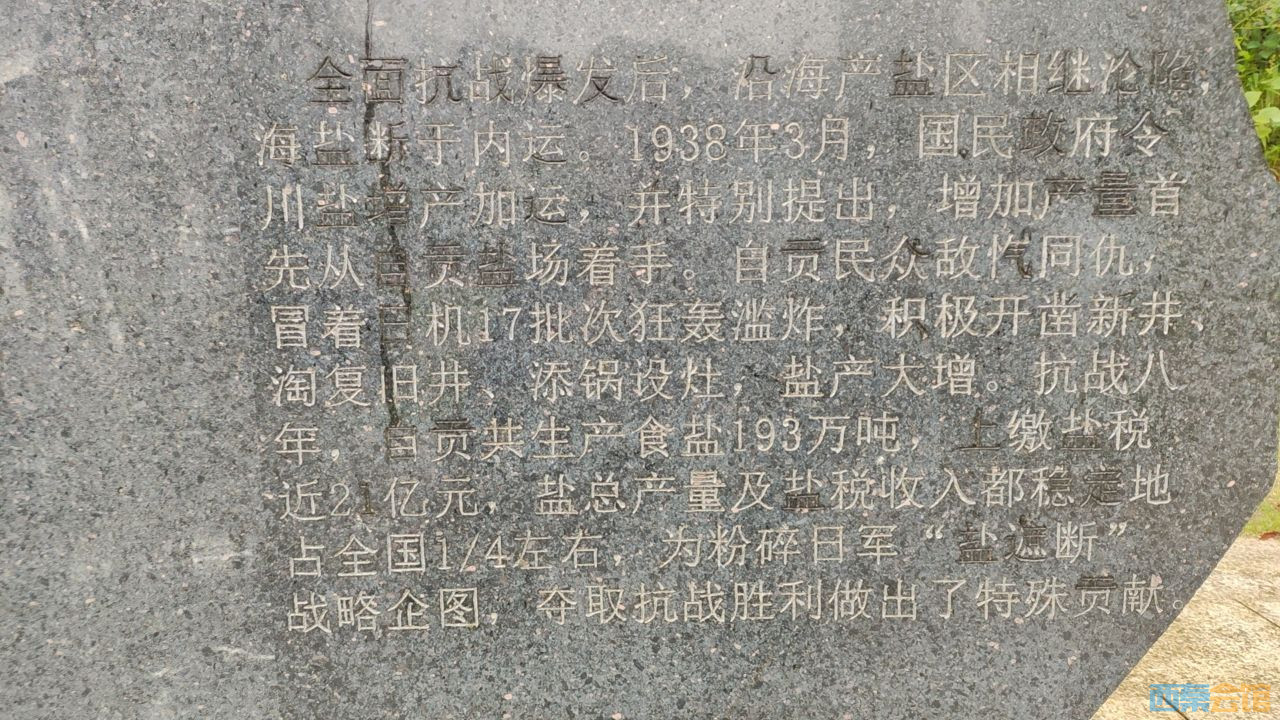 全面抗战爆发后，沿海产盐区相继沦陷，
海盐断于内运。1938年3月，国民政府令
川盐增产加运，并特别提出，增加产量首
先从自贡盐场着手。自贡民众敌忾同仇，
冒着日机17批次狂轰滥炸，积极开凿新井、
淘复旧井、添锅设灶，盐产大增。抗战八
年，自贡共生产食盐193万吨，上缴盐税
近21亿元，盐总产量及盐税收入都稳定地
占全国1/4左右，为粉碎日军“盐遮断”
战略企图，夺取抗战胜利做出了特殊贡献。
西秦会馆